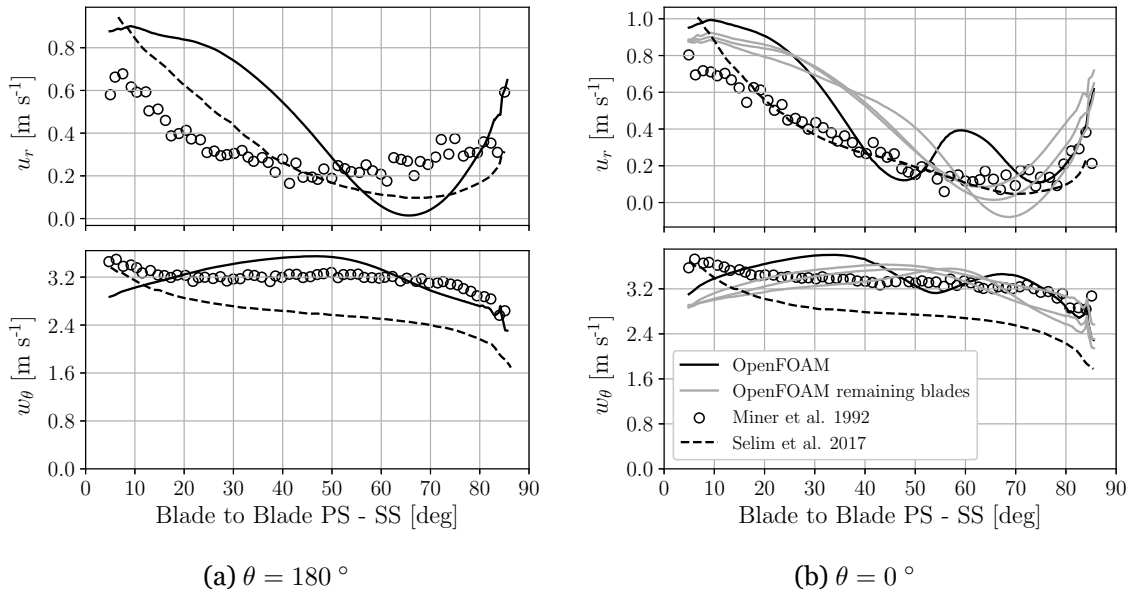 0.8
0.6
0.4
0.2
0.0
u_r [m s⁻¹]
3.2
2.4
1.6
0.8
0.0
w_θ [m s⁻¹]
0 10 20 30 40 50 60 70 80 90
Blade to Blade PS - SS [deg]
(a) θ = 180 °
1.0
0.8
0.6
0.4
0.2
0.0
u_r [m s⁻¹]
3.2
2.4
1.6
0.8
0.0
w_θ [m s⁻¹]
OpenFOAM
OpenFOAM remaining blades
Miner et al. 1992
Selim et al. 2017
0 10 20 30 40 50 60 70 80 90
Blade to Blade PS - SS [deg]
(b) θ = 0 °